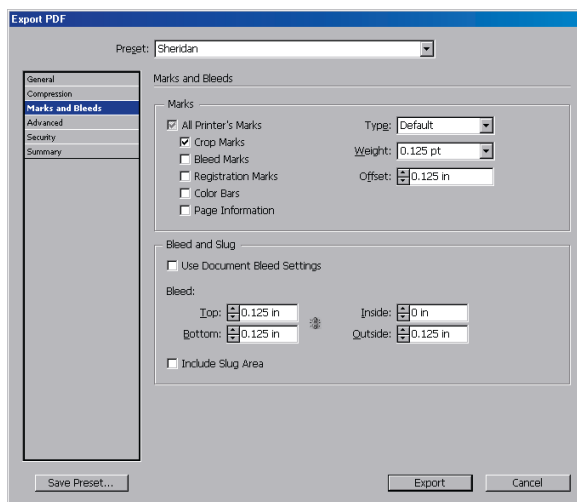 Export PDF
Preset: Sheridan
General
Compression
Marks and Bleeds
Advanced
Security
Summary
Marks and Bleeds
Marks
All Printer's Marks
Crop Marks
Bleed Marks
Registration Marks
Color Bars
Page Information
Type: Default
Weight: 0.125 pt
Offset: 0.125 in
Bleed and Slug
Use Document Bleed Settings
Bleed:
Top: 0.125 in
Bottom: 0.125 in
Inside: 0 in
Outside: 0.125 in
Include Slug Area
Save Preset...
Export
Cancel